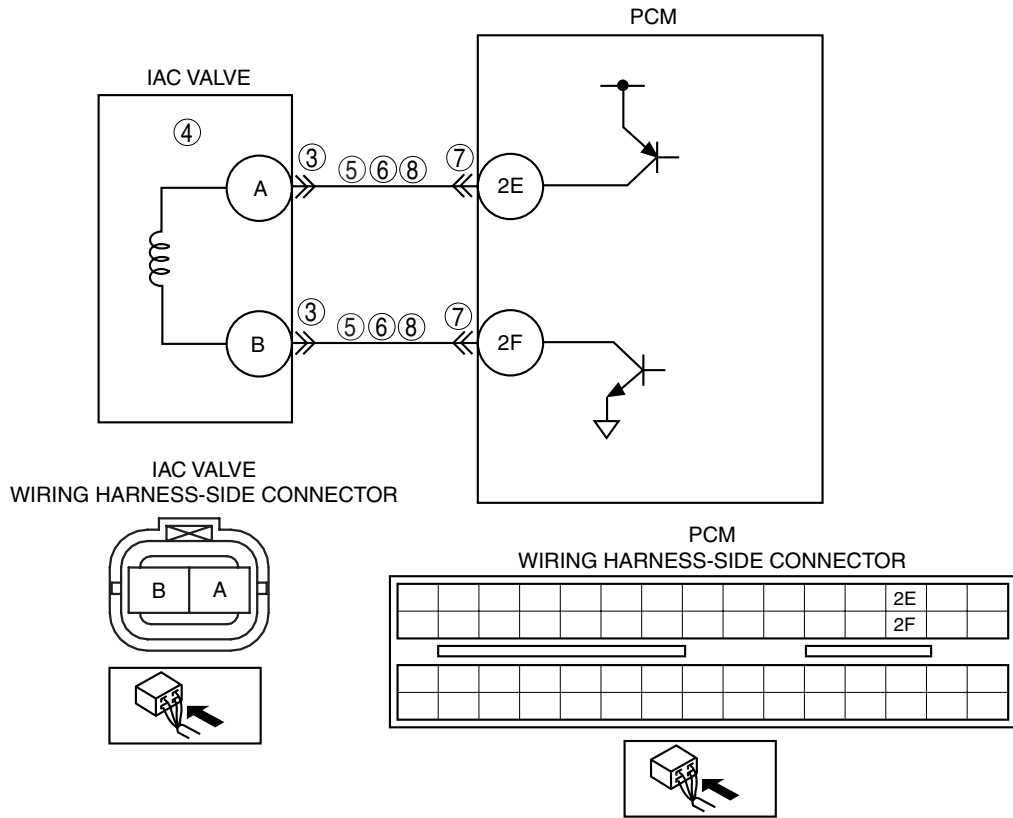 PCM
IAC VALVE
④
③
⑤⑥⑧
⑦
A
2E
③
⑤⑥⑧
⑦
B
2F
IAC VALVE
WIRING HARNESS-SIDE CONNECTOR
B A
PCM
WIRING HARNESS-SIDE CONNECTOR
2E
2F